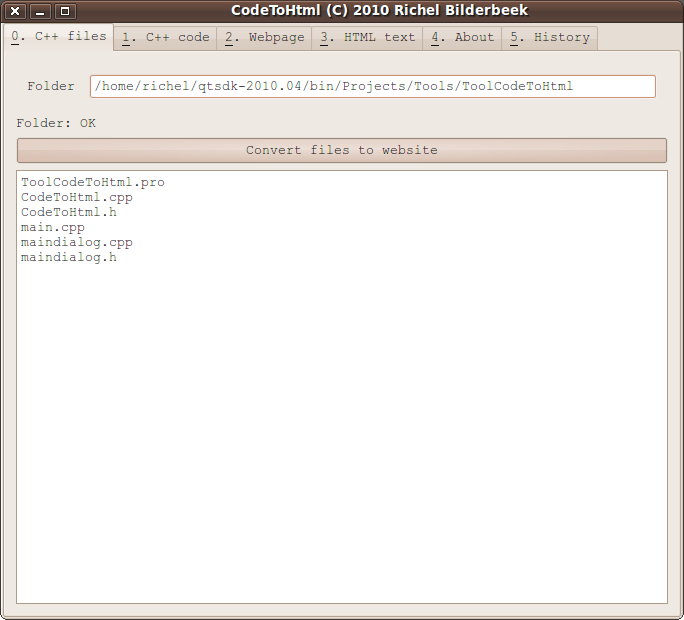 CodeToHtml (C) 2010 Richel Bilderbeek
0. C++ files 1. C++ code 2. Webpage 3. HTML text 4. About 5. History
Folder /home/richel/qtsdk-2010.04/bin/Projects/Tools/ToolCodeToHtml
Folder: OK
Convert files to website
ToolCodeToHtml.pro
CodeToHtml.cpp
CodeToHtml.h
main.cpp
maindialog.cpp
maindialog.h